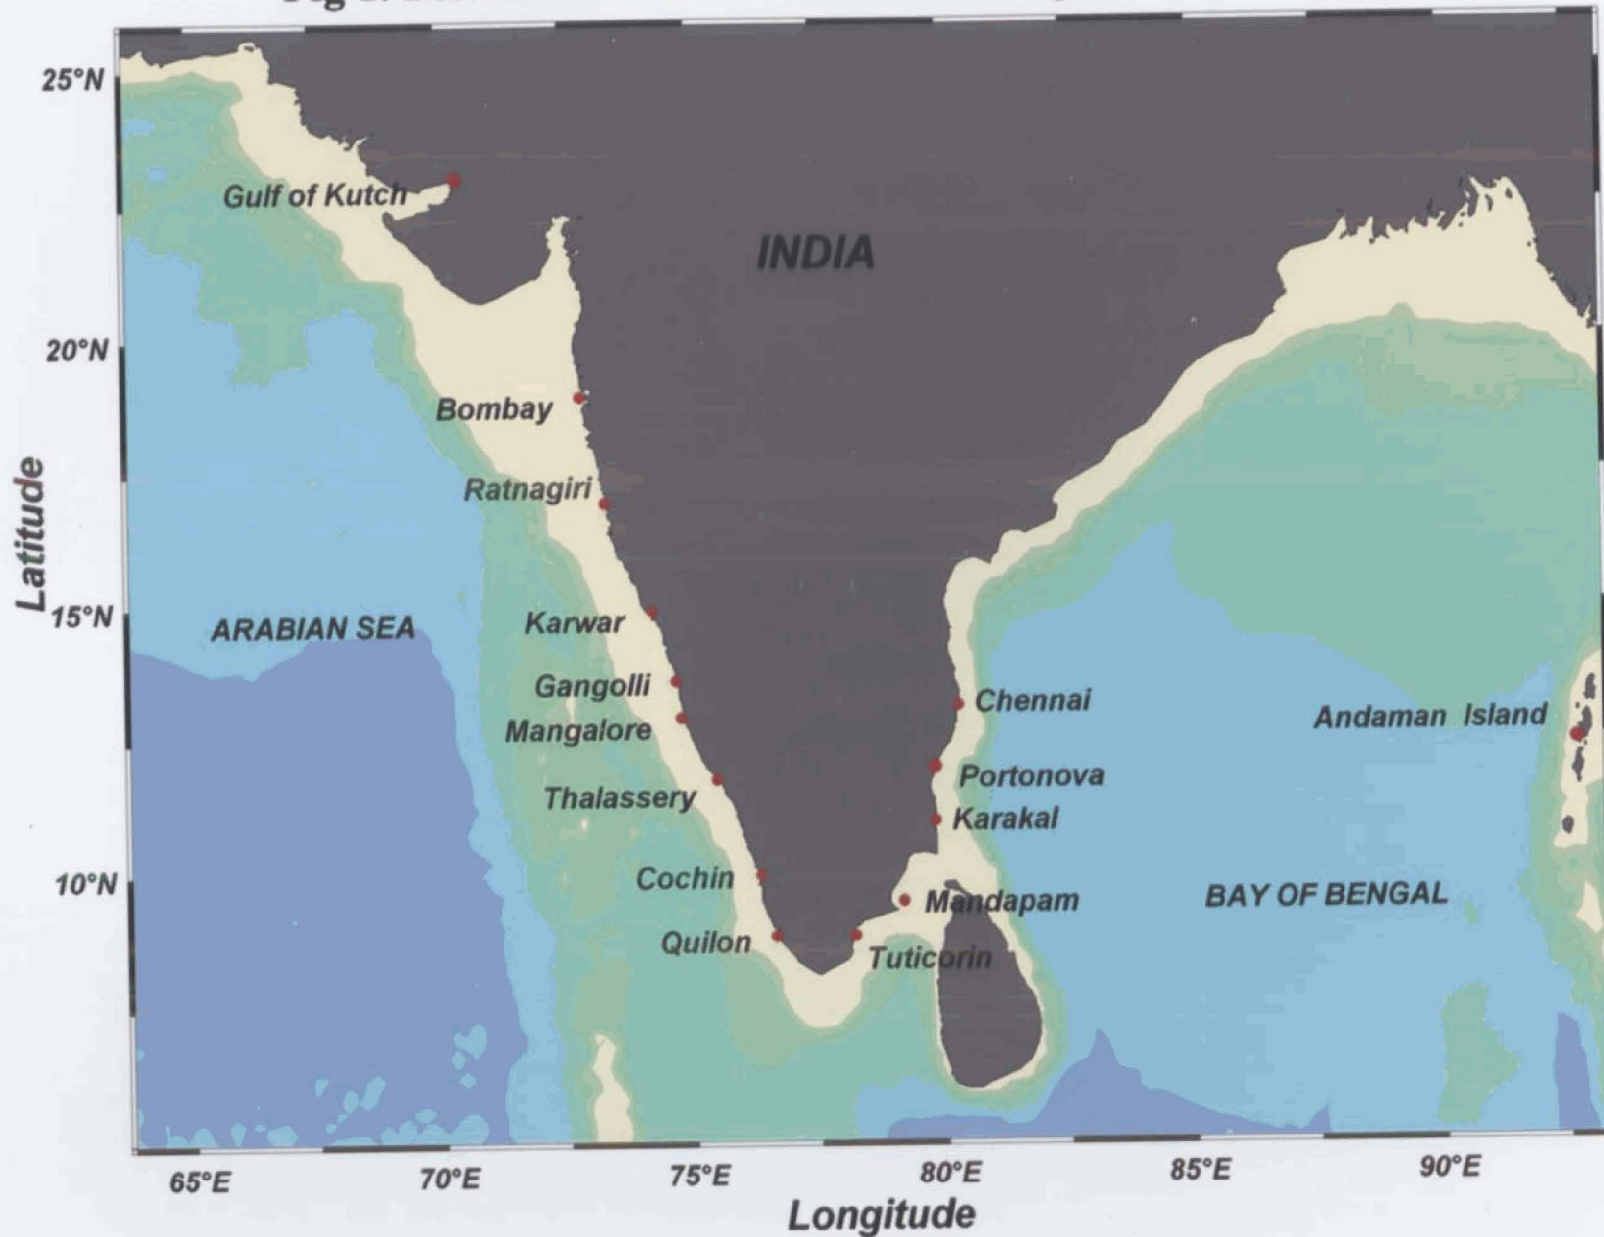 25°N
Gulf of Kutch
INDIA
20°N
Bombay
Ratnagiri
Latitude
15°N
ARABIAN SEA
Karwar
Gangolli
Chennai
Andaman Island
Mangalore
Portonova
Thalassery
Karakal
Cochin
10°N
Mandapam
BAY OF BENGAL
Quilon
Tuticorin
65°E
70°E
75°E
80°E
85°E
90°E
Longitude